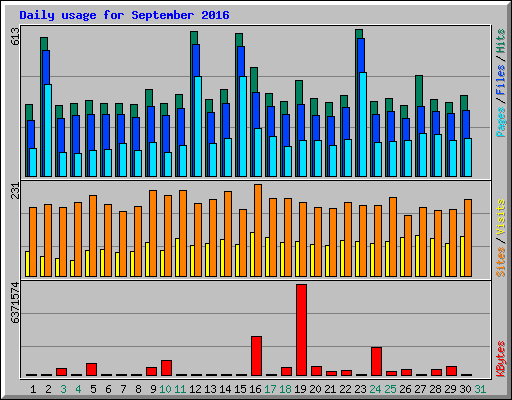 Daily usage for September 2016
613
Pages / Files / Hits
231
Sites / Visits
6371574
KBytes
1 2 3 4 5 6 7 8 9 10 11 12 13 14 15 16 17 18 19 20 21 22 23 24 25 26 27 28 29 30 31